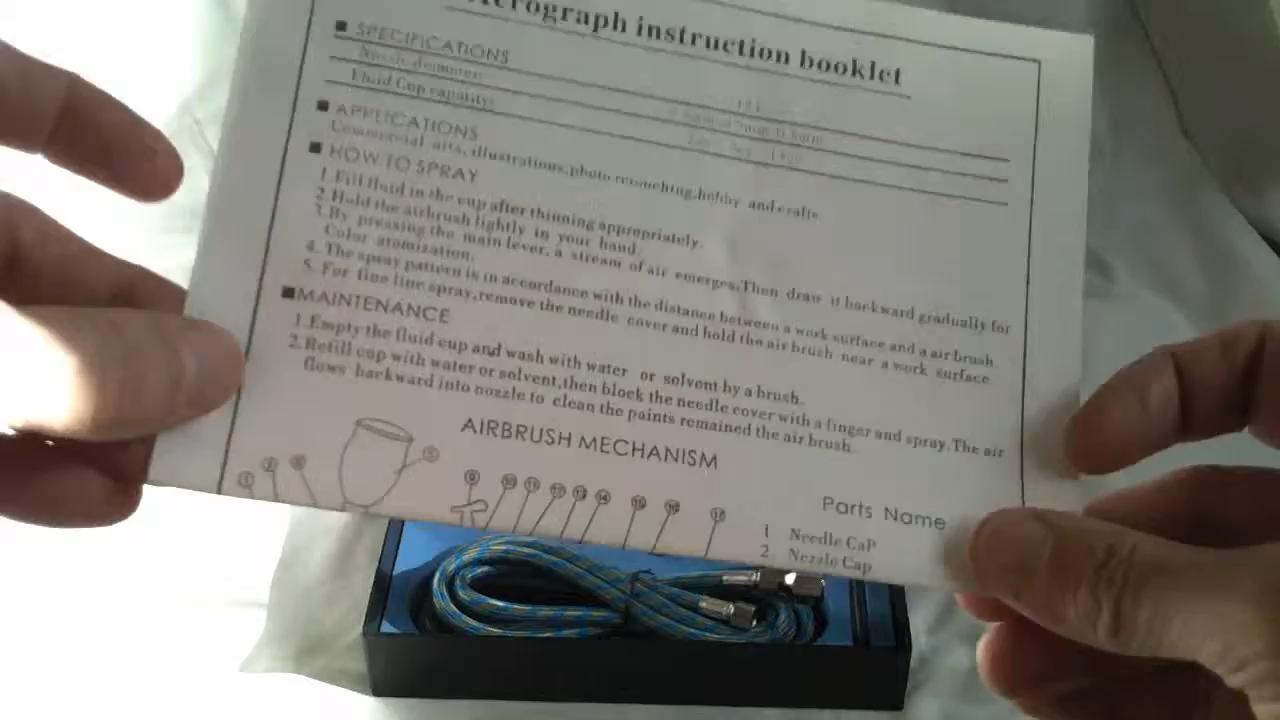 Aerograph instruction booklet
■ SPECIFICATIONS
Nozzle diameter:
Fluid Cup capatity:
■ APPLICATIONS
Commercial arts, illustrations,photo retouching,hobby and crafts.
■ HOW TO SPRAY
1.Fill fluid in the cup after thinning appropriately.
2.Hold the airbrush lightly in your hand.
3.By pressing the main lever, a stream of air emerges,Then draw it backward gradually for
Color atomization.
4. The spray pattern is in accordance with the distance between a work surface and a air brush.
5. For fine line spray,remove the needle cover and hold the air brush near a work surface.
■MAINTENANCE
1.Empty the fluid cup and wash with water or solvent by a brush.
2.Refill cup with water or solvent,then block the needle cover with a finger and spray.The air
flows backward into nozzle to clean the paints remained the air brush.
AIRBRUSH MECHANISM
Parts Name
1 Needle CaP
2. Nezzle Cap